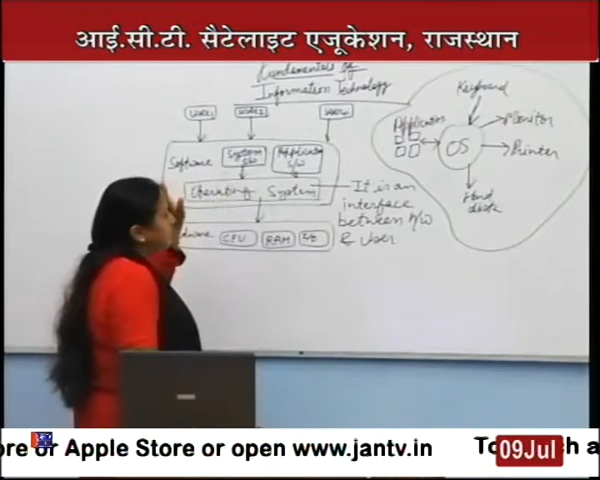 आई.सी.टी. सैटेलाइट एजूकेशन, राजस्थान
Fundamentals of
Information Technology
Keyboard
Application
Monitor
OS
Printer
Hard
disk
Software
System
S/W
Application
S/W
Operating System
It is an
interface
between H/W
& User
CPU
RAM
I/O
ore or Apple Store or open www.jantv.in
09Jul